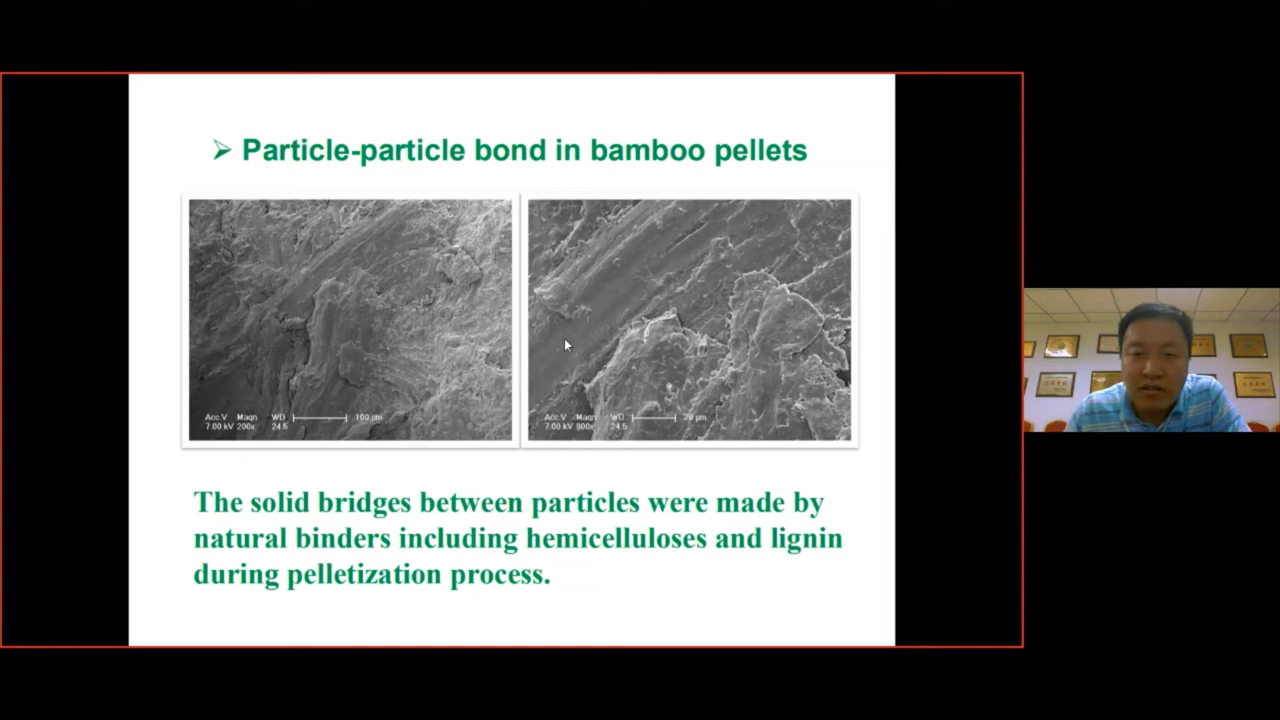 ➢ Particle-particle bond in bamboo pellets
Acc.V Magn WD 100 µm
7.00 kV 200x 24.5
Acc.V Magn WD 20 µm
7.00 kV 800x 24.5
The solid bridges between particles were made by
natural binders including hemicelluloses and lignin
during pelletization process.